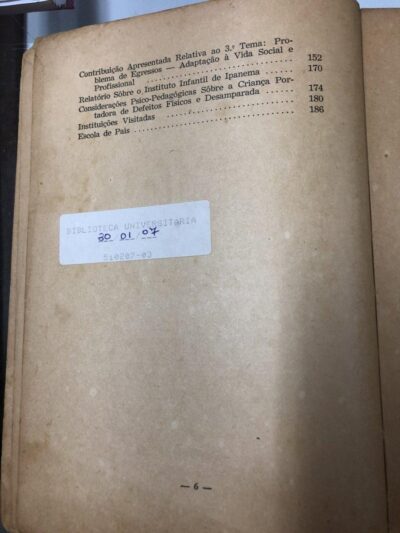 Contribuição Apresentada Relativa ao 3.º Tema: Pro-
blema de Egressos — Adaptação à Vida Social e
Profissional .......................... 152
Relatório Sôbre o Instituto Infantil de Ipanema ...... 170
Considerações Psico-Pedagógicas Sôbre a Criança Por-
tadora de Defeitos Físicos e Desamparada ...... 174
Instituições Visitadas .......................... 180
Escola de Pais .......................... 186
BIBLIOTECA UNIVERSITÁRIA
30 01 07
510207-03
— 6 —